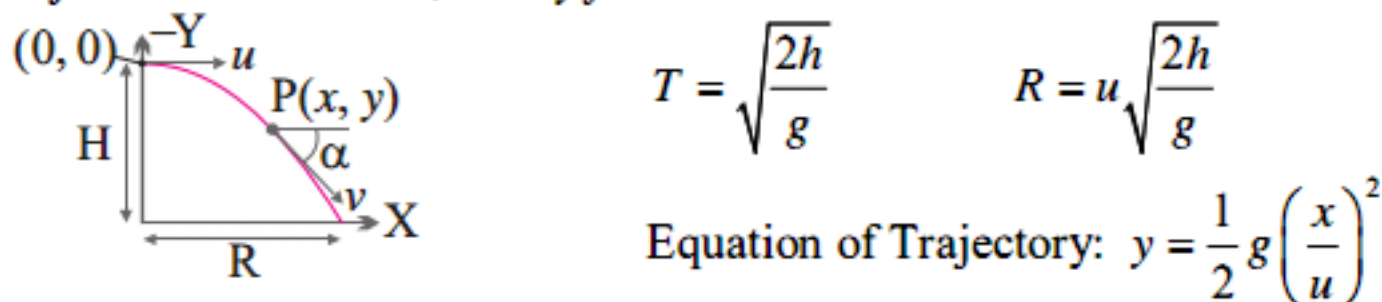 (0, 0) –Y
u
P(x, y)
H
α
v
X
R
T = √(2h/g)
R = u√(2h/g)
Equation of Trajectory: y = 1/2 g (x/u)²